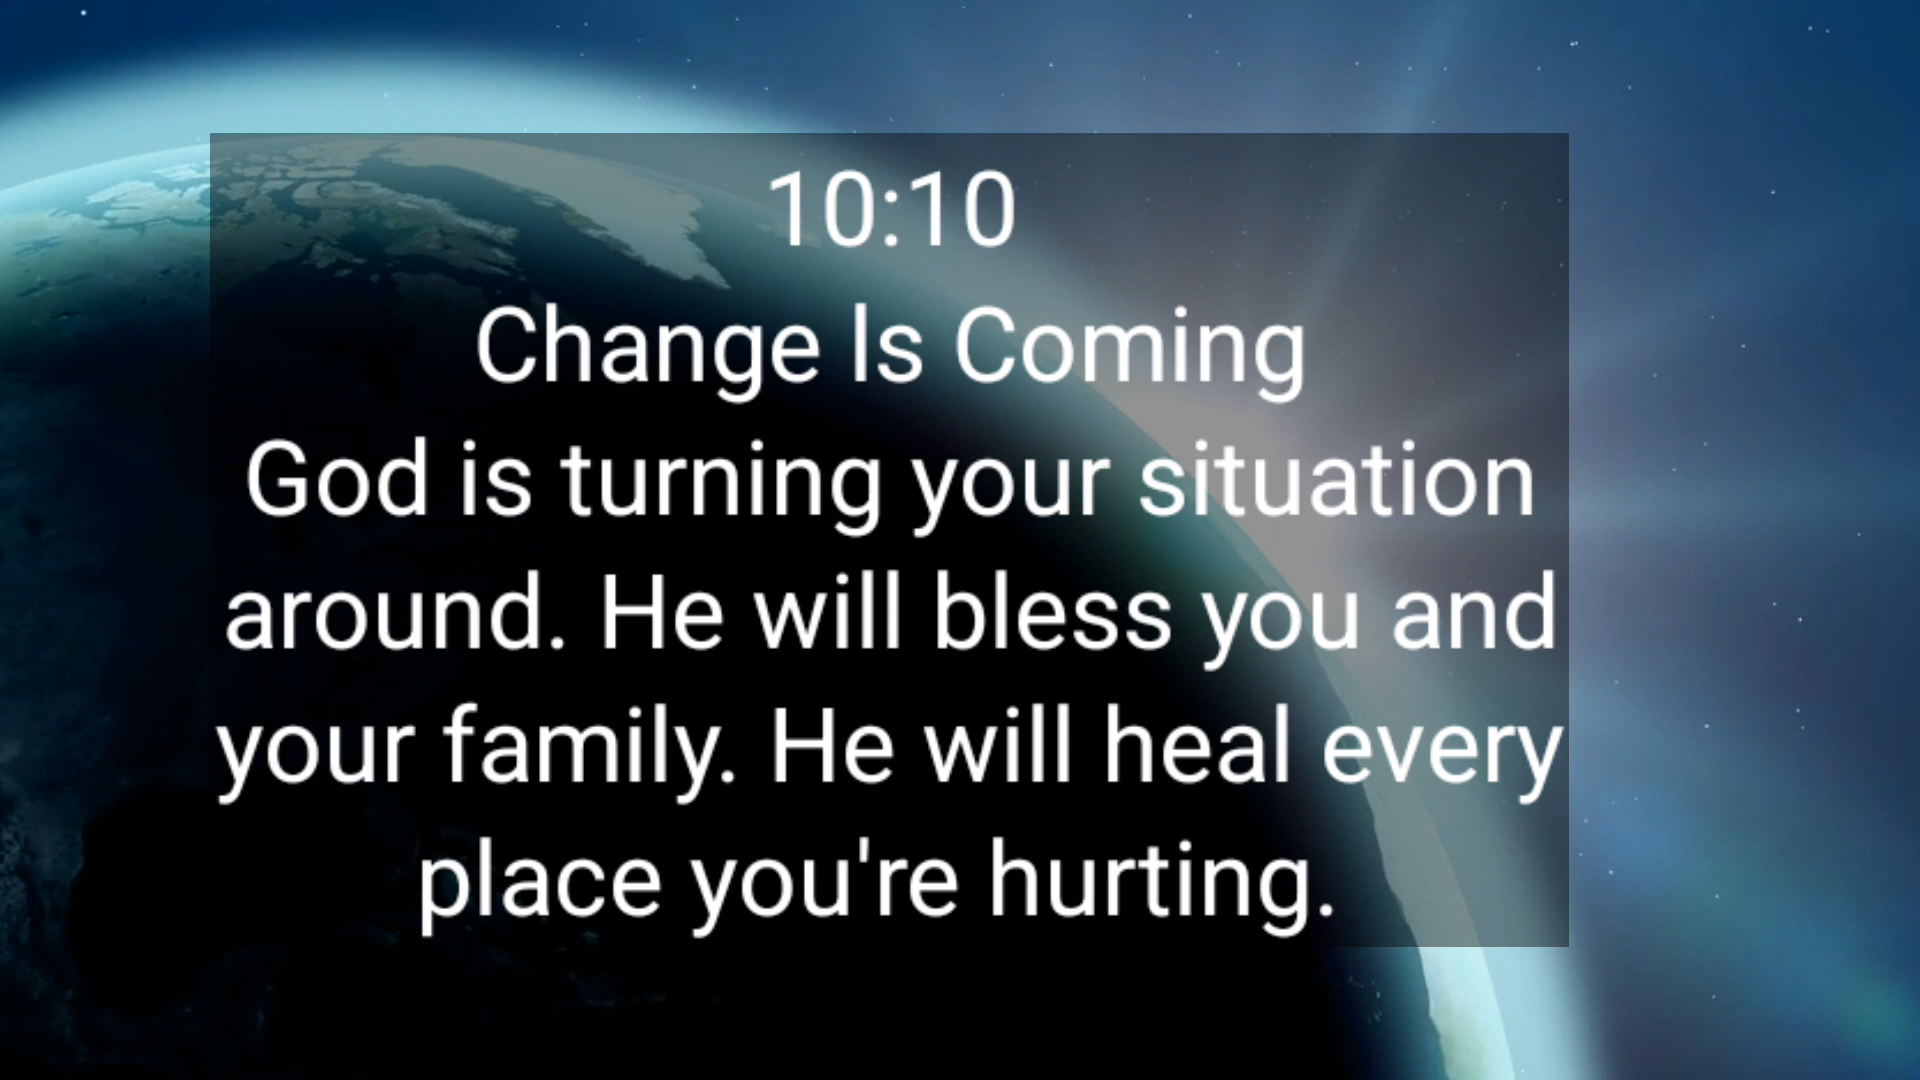 10:10
Change Is Coming
God is turning your situation
around. He will bless you and
your family. He will heal every
place you're hurting.